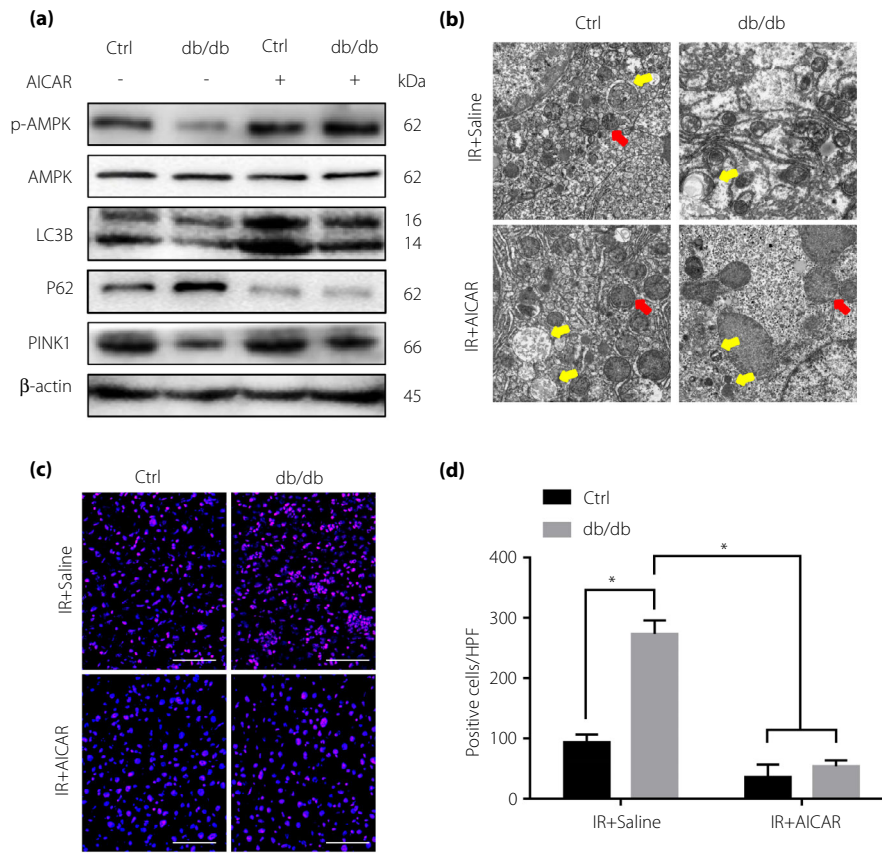 (a)
Ctrl db/db Ctrl db/db
AICAR - - + + kDa
p-AMPK 62
AMPK 62
LC3B 16
14
P62 62
PINK1 66
β-actin 45
(b)
Ctrl db/db
IR+Saline
IR+AICAR
(c)
Ctrl db/db
IR+Saline
IR+AICAR
(d)
Ctrl
db/db
Positive cells/HPF
400
300
200
100
0
*
*
IR+Saline IR+AICAR